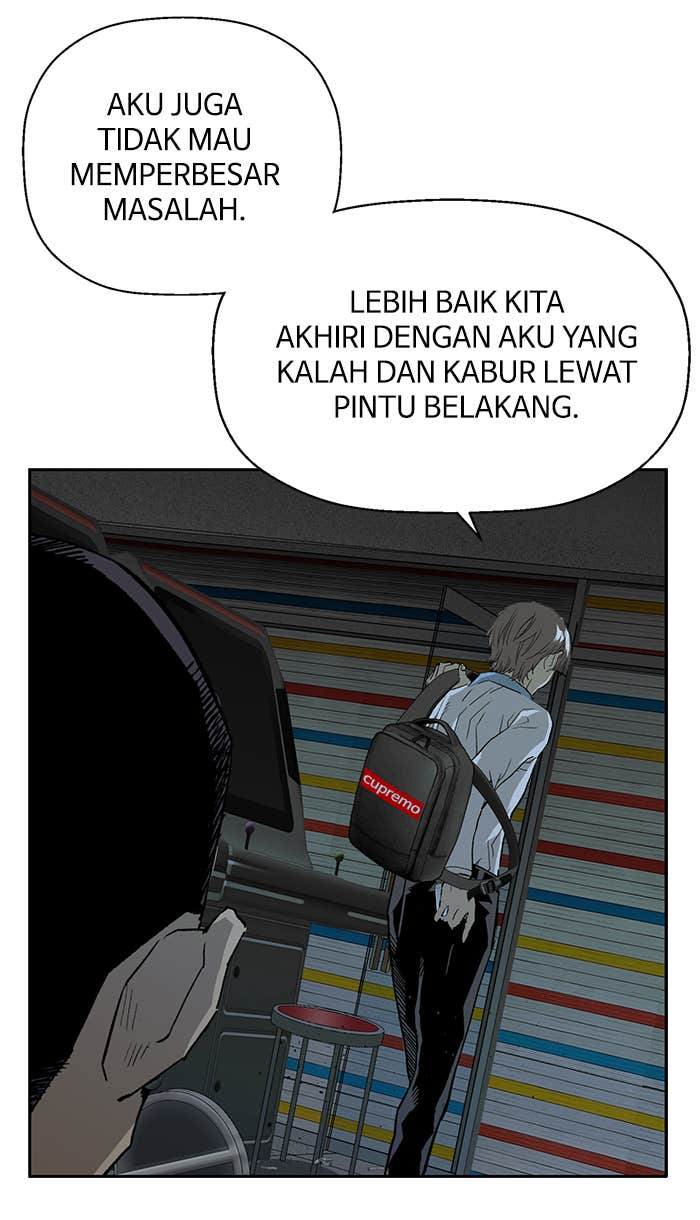 AKU JUGA
TIDAK MAU
MEMPERBESAR
MASALAH.
LEBIH BAIK KITA
AKHIRI DENGAN AKU YANG
KALAH DAN KABUR LEWAT
PINTU BELAKANG.
cupremo